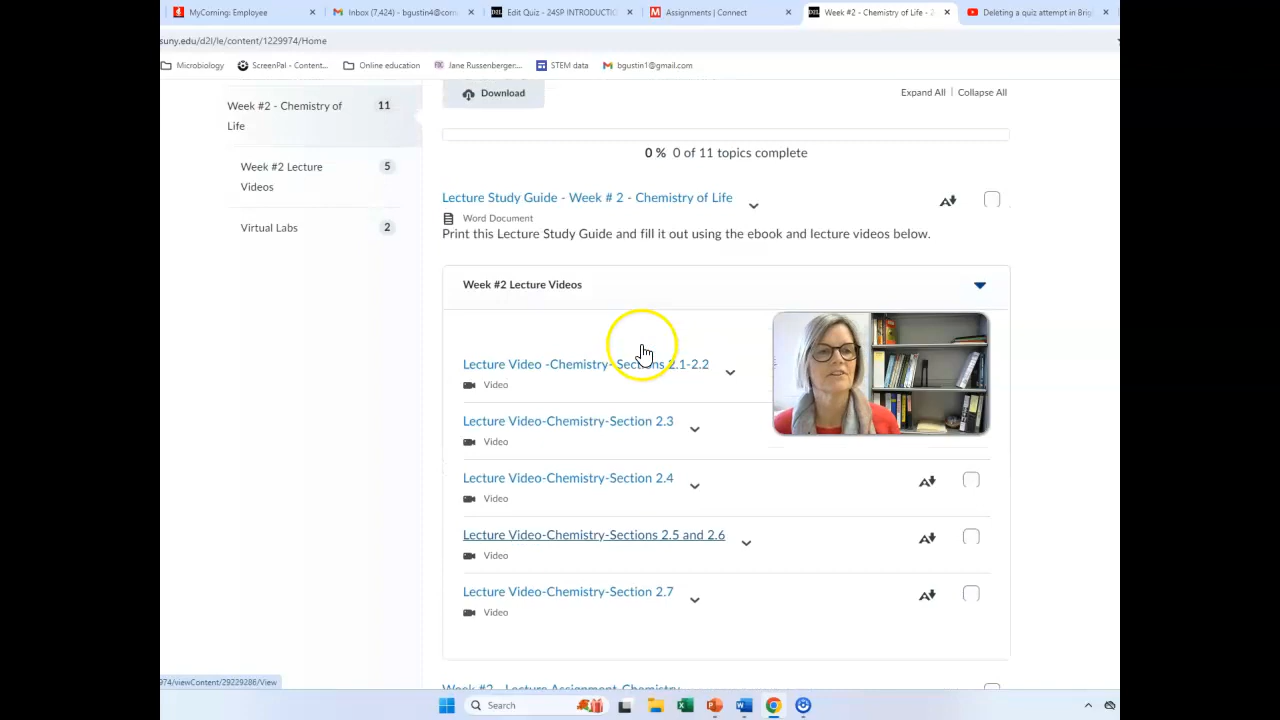 MyCorning: Employee
Inbox (7,424) - bgustin4@com
Edit Quiz - 24SP INTRODUCTI
Assignments | Connect
Week #2 - Chemistry of Life - 2
Deleting a quiz attempt in Brig
suny.edu/d2l/le/content/1229974/Home
Microbiology
ScreenPal - Content...
Online education
Jane Russenberger:...
STEM data
bgustin1@gmail.com
Week #2 - Chemistry of
Life
11
Week #2 Lecture
Videos
5
Virtual Labs
2
Download
Expand All
Collapse All
0 % 0 of 11 topics complete
Lecture Study Guide - Week # 2 - Chemistry of Life
Word Document
Print this Lecture Study Guide and fill it out using the ebook and lecture videos below.
Week #2 Lecture Videos
Lecture Video -Chemistry- Sections 2.1-2.2
Video
Lecture Video-Chemistry-Section 2.3
Video
Lecture Video-Chemistry-Section 2.4
Video
Lecture Video-Chemistry-Sections 2.5 and 2.6
Video
Lecture Video-Chemistry-Section 2.7
Video
Week #2 - Lecture Assignment-Chemistry
974/viewContent/29229286/View
Search